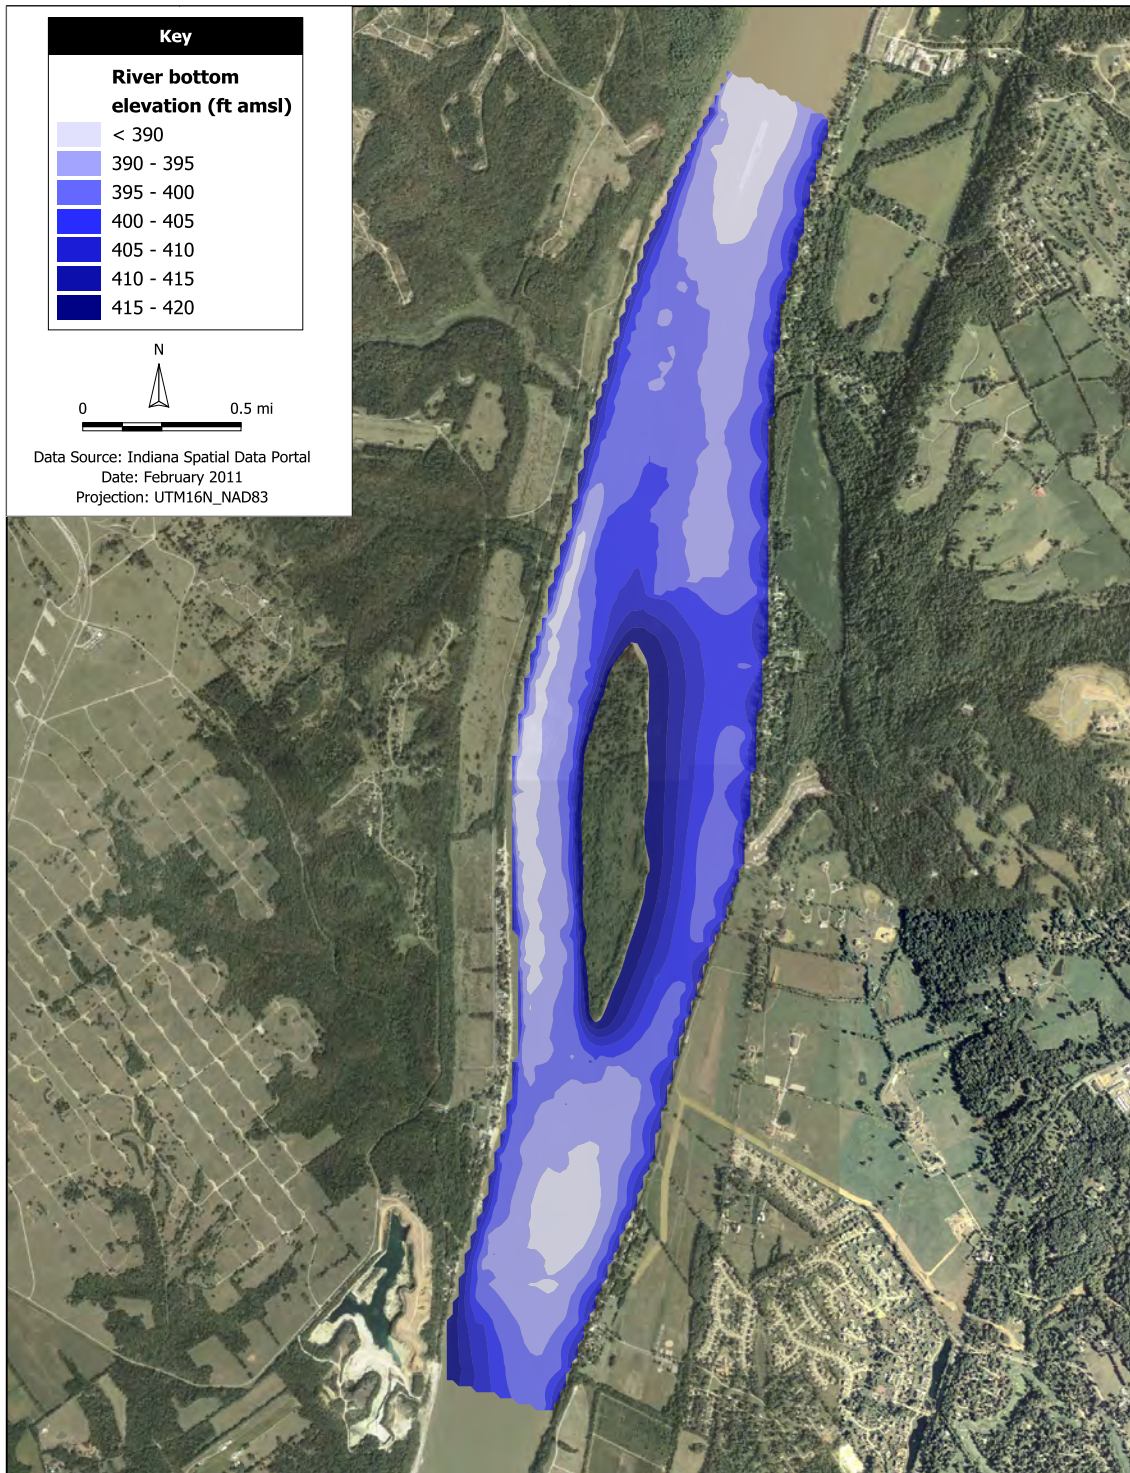 Key
River bottom
elevation (ft amsl)
< 390
390 - 395
395 - 400
400 - 405
405 - 410
410 - 415
415 - 420
N
0 0.5 mi
Data Source: Indiana Spatial Data Portal
Date: February 2011
Projection: UTM16N_NAD83